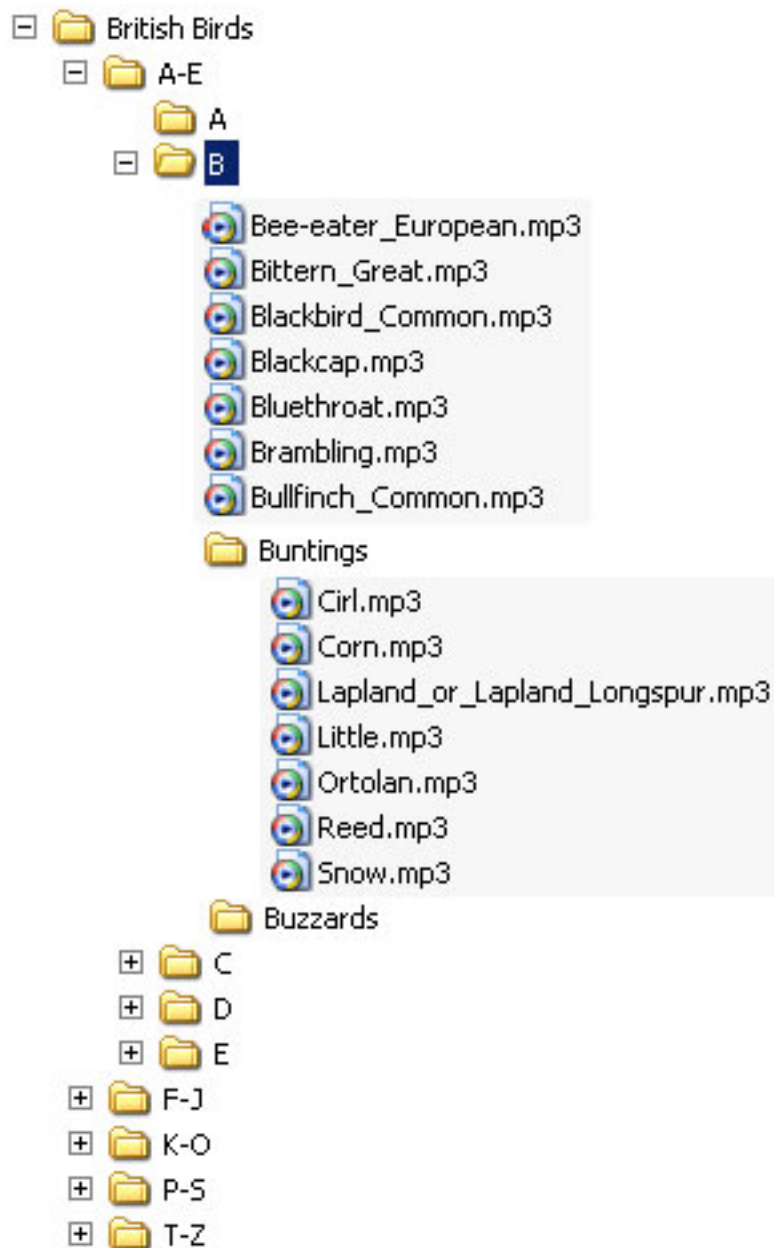 British Birds
A-E
A
B
Bee-eater_European.mp3
Bittern_Great.mp3
Blackbird_Common.mp3
Blackcap.mp3
Bluethroat.mp3
Brambling.mp3
Bullfinch_Common.mp3
Buntings
Cirl.mp3
Corn.mp3
Lapland_or_Lapland_Longspur.mp3
Little.mp3
Ortolan.mp3
Reed.mp3
Snow.mp3
Buzzards
C
D
E
F-J
K-O
P-S
T-Z